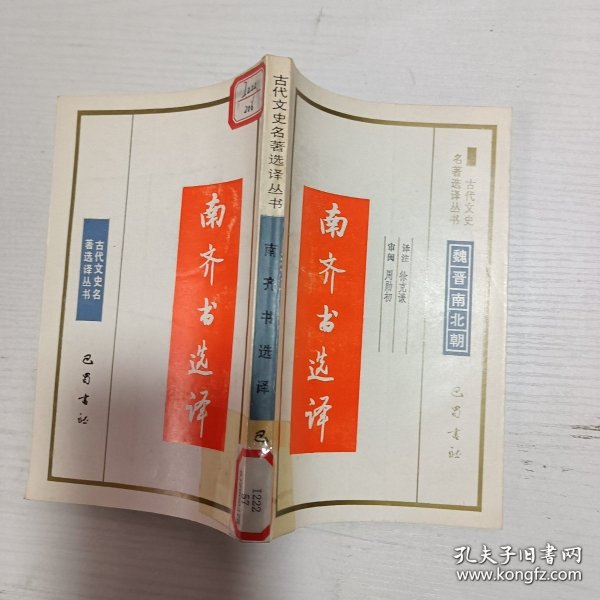 古代文史
名著选译丛书
魏晋南北朝
巴蜀书社
译注 徐克谦
审阅 周勋初
南齐书选译
古代文史名著选译丛书
南齐书选译
巴
1222
57
南齐书选译
古代文史名
著选译丛书
巴蜀书社
孔夫子旧书网
www.kongfz.com